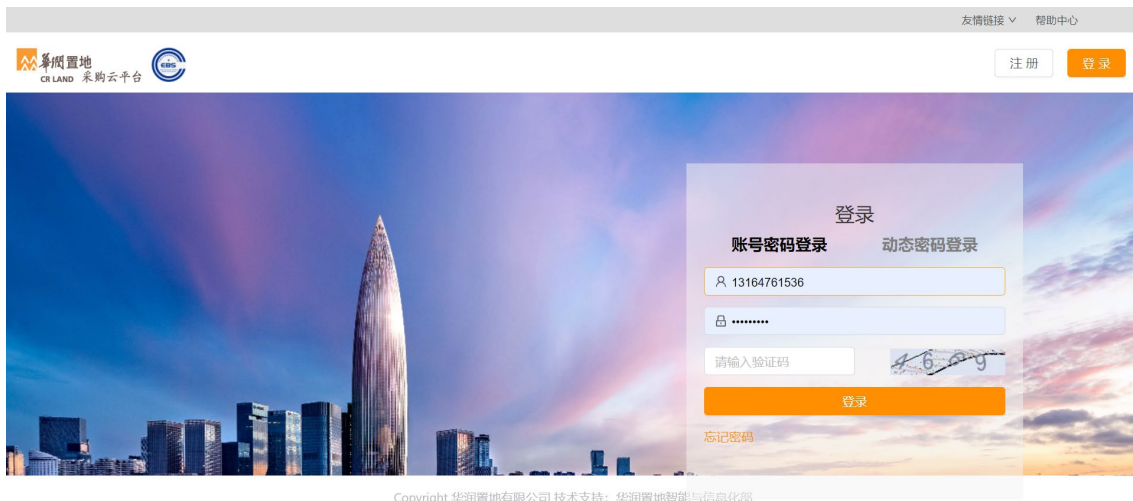 友情链接 帮助中心
華潤置地
CR LAND 采购云平台
EBS
注 册
登 录
登录
账号密码登录 动态密码登录
13164761536
•••••••••
请输入验证码
登录
忘记密码
Copyright 华润置地有限公司 技术支持：华润置地智能与信息化部